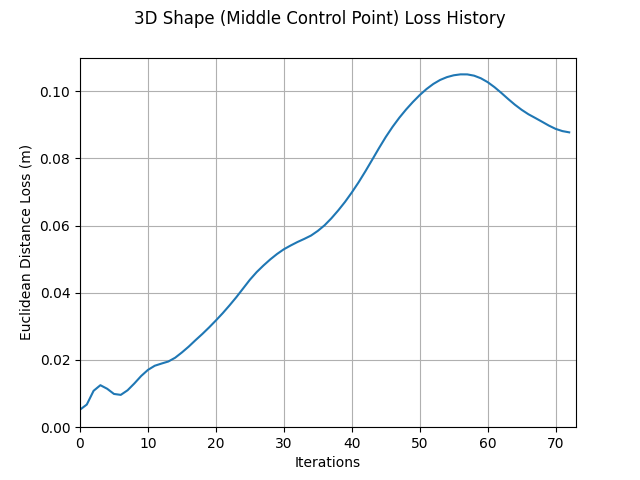 3D Shape (Middle Control Point) Loss History
0.10
0.08
0.06
0.04
0.02
0.00
Euclidean Distance Loss (m)
0 10 20 30 40 50 60 70
Iterations